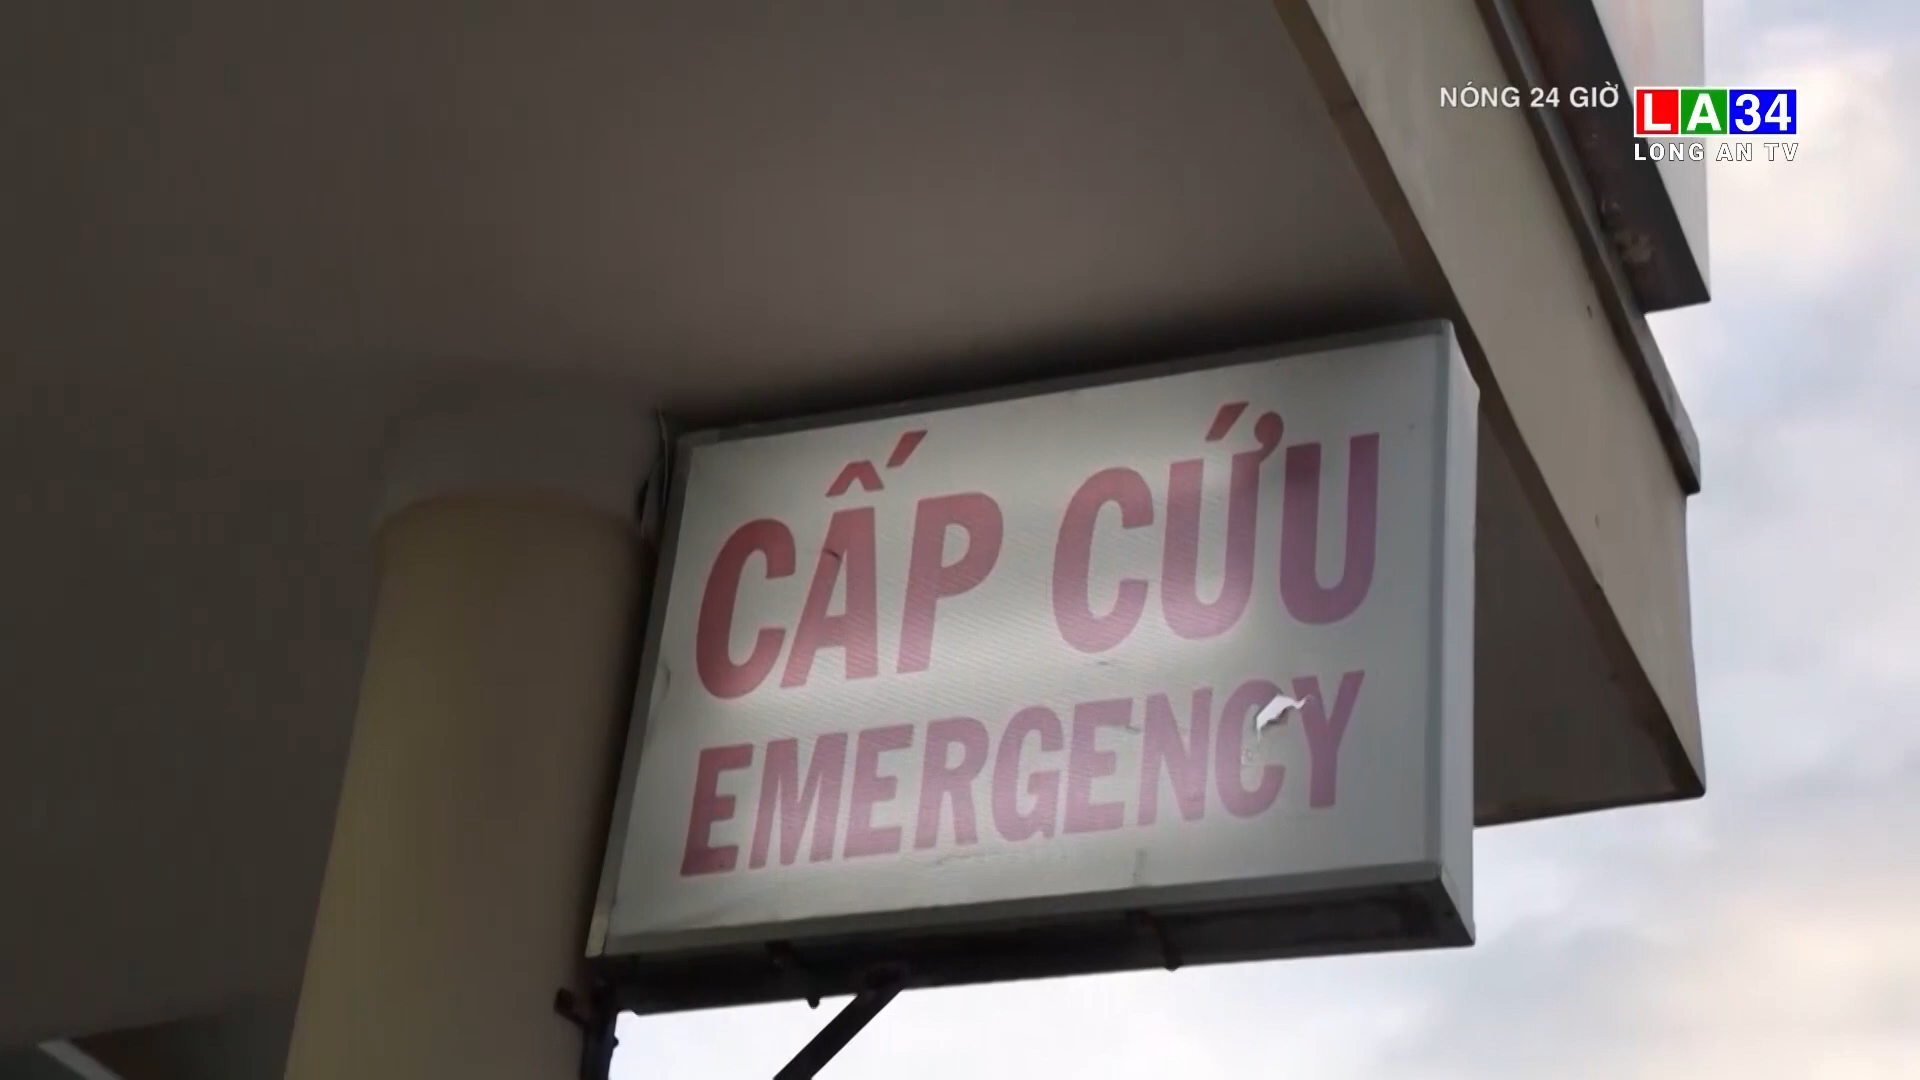 NÓNG 24 GIỜ
LA34
LONG AN TV
CẤP CỨU
EMERGENCY